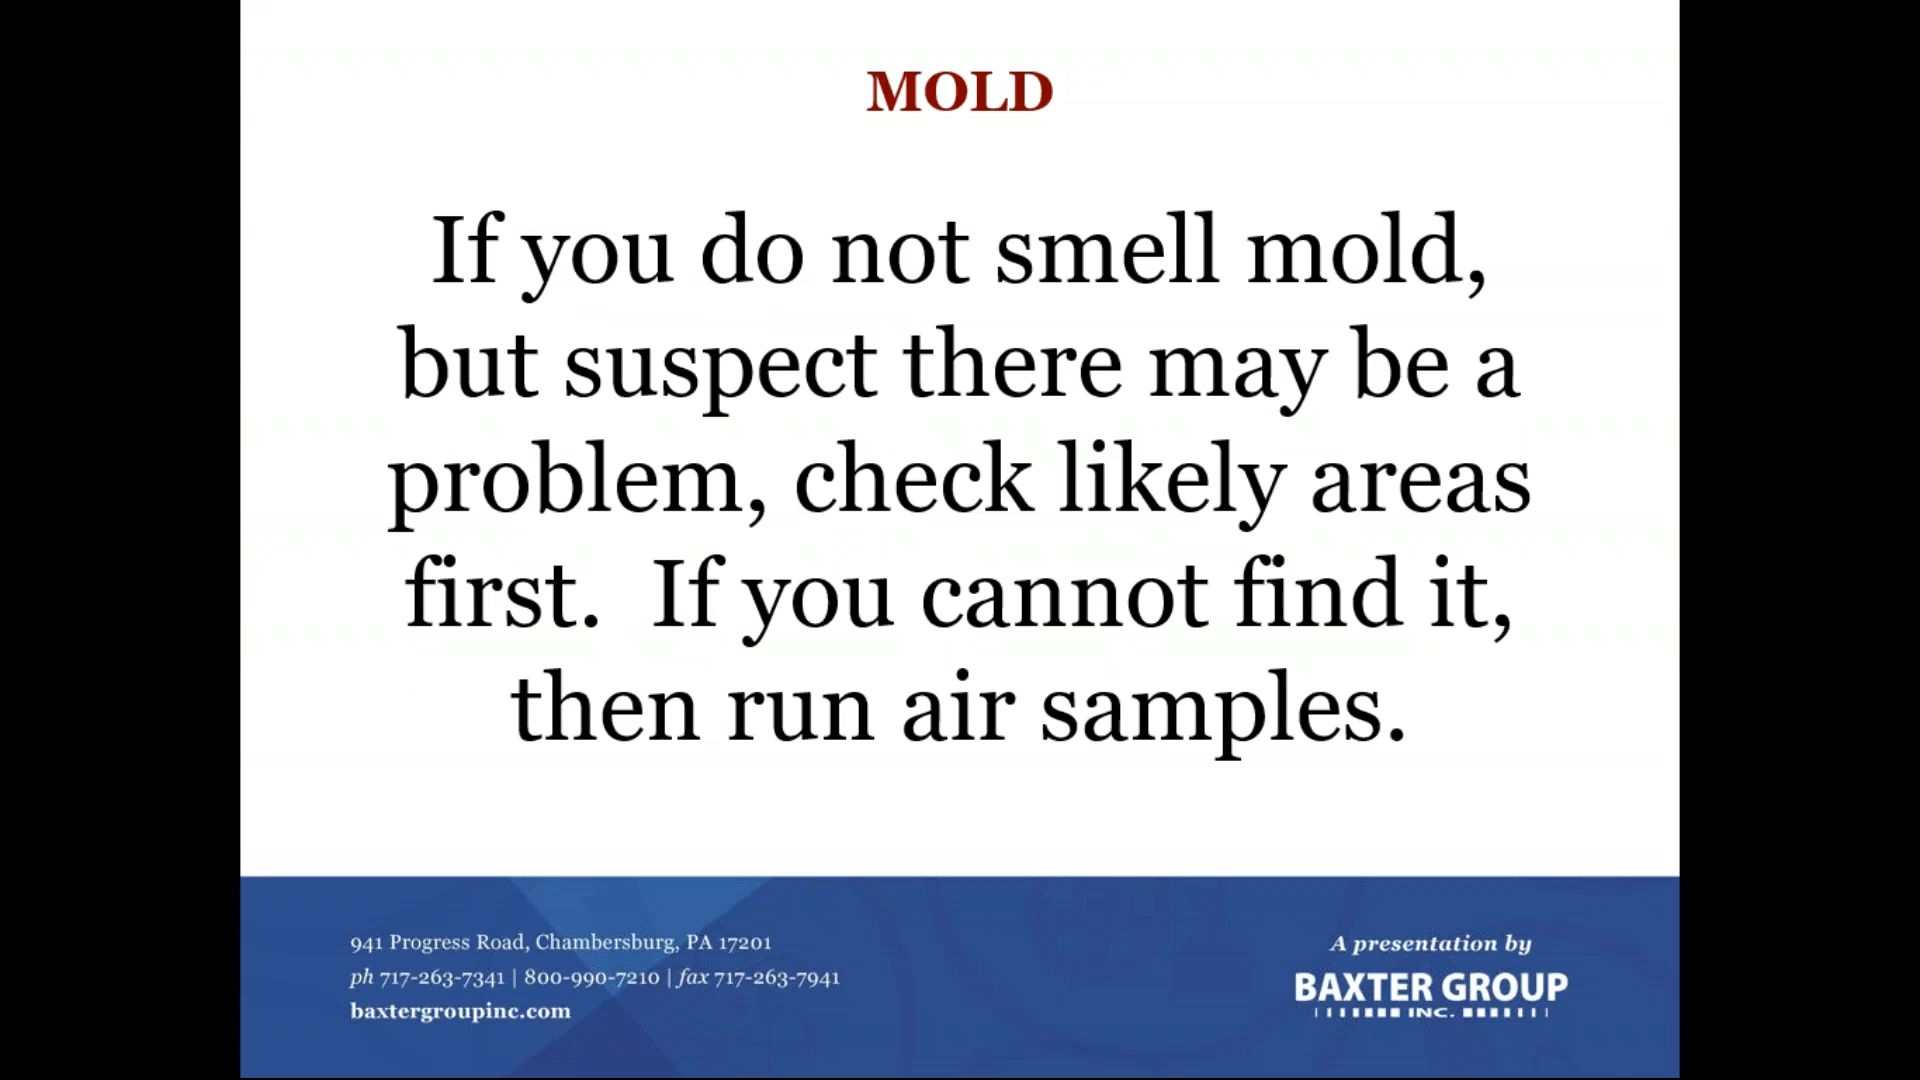 MOLD
If you do not smell mold,
but suspect there may be a
problem, check likely areas
first.  If you cannot find it,
then run air samples.
941 Progress Road, Chambersburg, PA 17201
ph 717-263-7341 | 800-990-7210 | fax 717-263-7941
baxtergroupinc.com
A presentation by
BAXTER GROUP
INC.